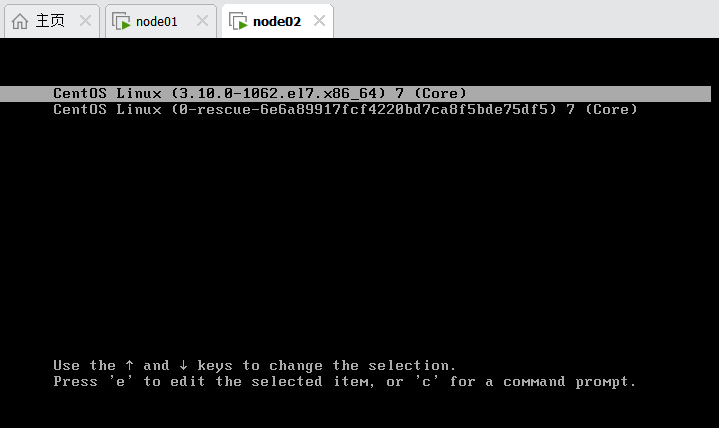 主页
node01
node02
CentOS Linux (3.10.0-1062.el7.x86_64) 7 (Core)
CentOS Linux (0-rescue-6e6a89917fcf4220bd7ca8f5bde75df5) 7 (Core)
Use the ↑ and ↓ keys to change the selection.
Press 'e' to edit the selected item, or 'c' for a command prompt.